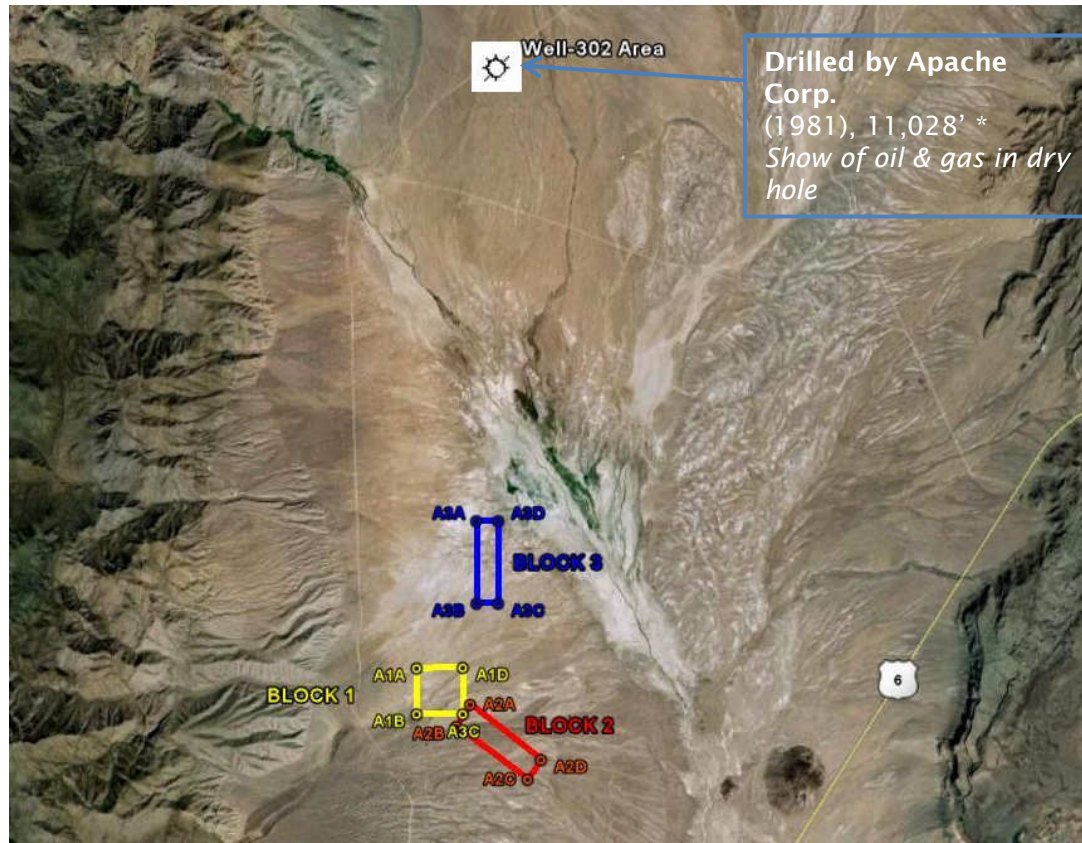 Well-302 Area
Drilled by Apache
Corp.
(1981), 11,028’ *
Show of oil & gas in dry
hole
A3A
A3D
BLOCK 3
A3B
A3C
A1A
A1D
BLOCK 1
A1B
A2A
A2B
A3C
BLOCK 2
A2C
A2D
6